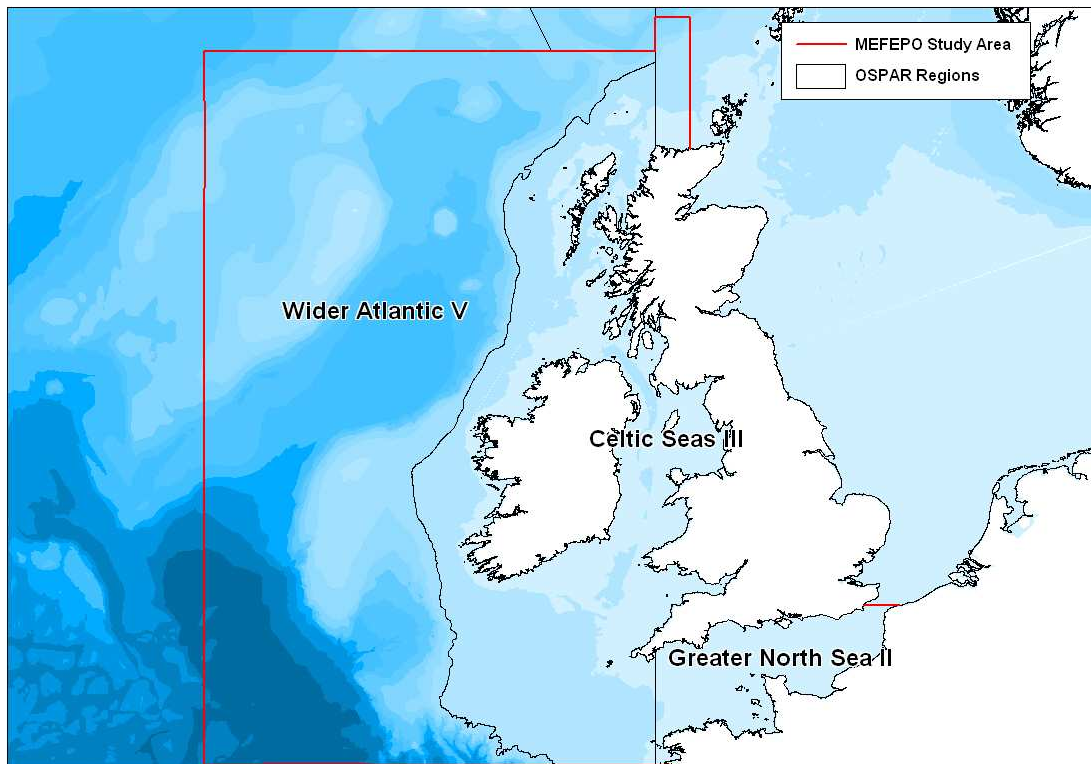 MEFEPO Study Area
OSPAR Regions
Wider Atlantic V
Celtic Seas III
Greater North Sea II